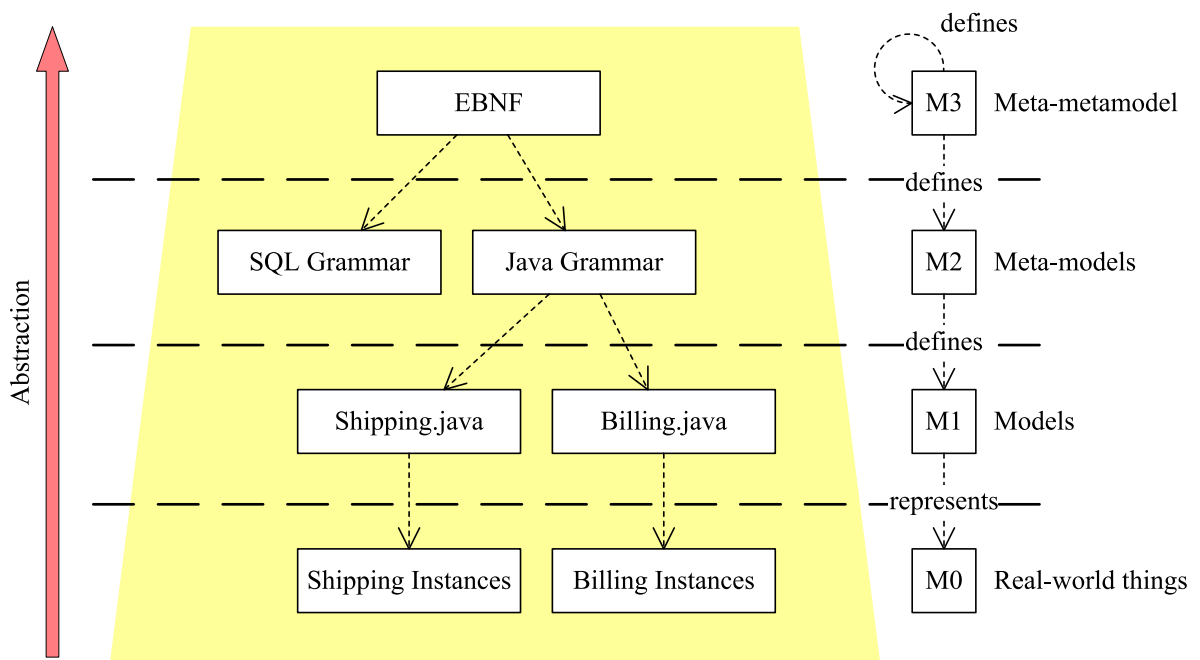 defines
EBNF
M3
Meta-metamodel
defines
SQL Grammar
Java Grammar
M2
Meta-models
Abstraction
defines
Shipping.java
Billing.java
M1
Models
represents
Shipping Instances
Billing Instances
M0
Real-world things